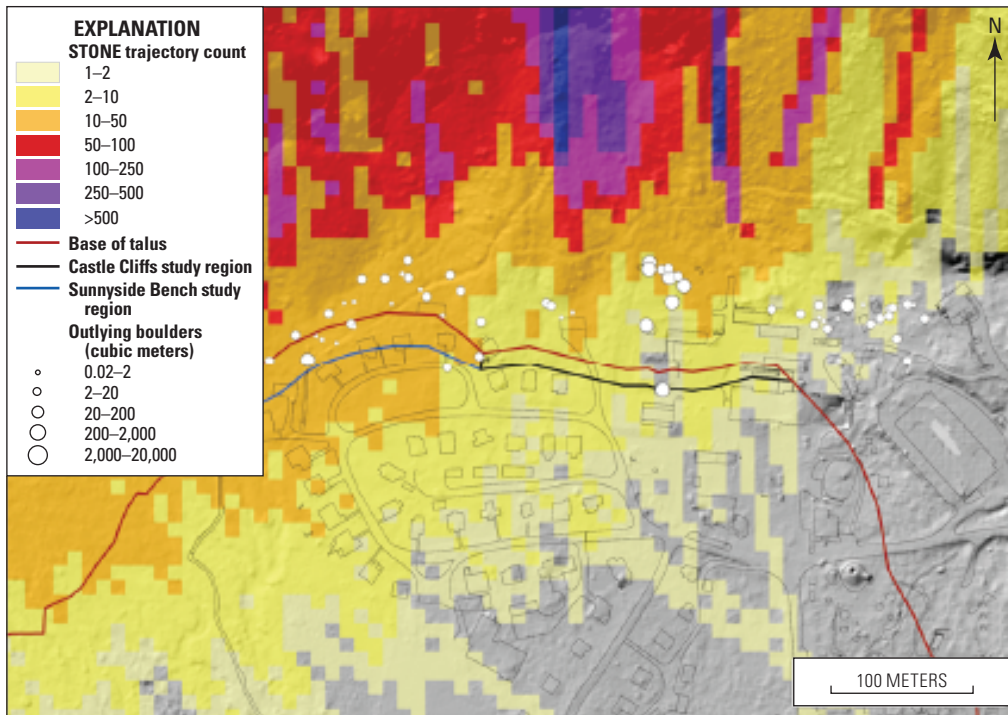 EXPLANATION
STONE trajectory count
1–2
2–10
10–50
50–100
100–250
250–500
>500
Base of talus
Castle Cliffs study region
Sunnyside Bench study
region
Outlying boulders
(cubic meters)
0.02–2
2–20
20–200
200–2,000
2,000–20,000
N
100 METERS